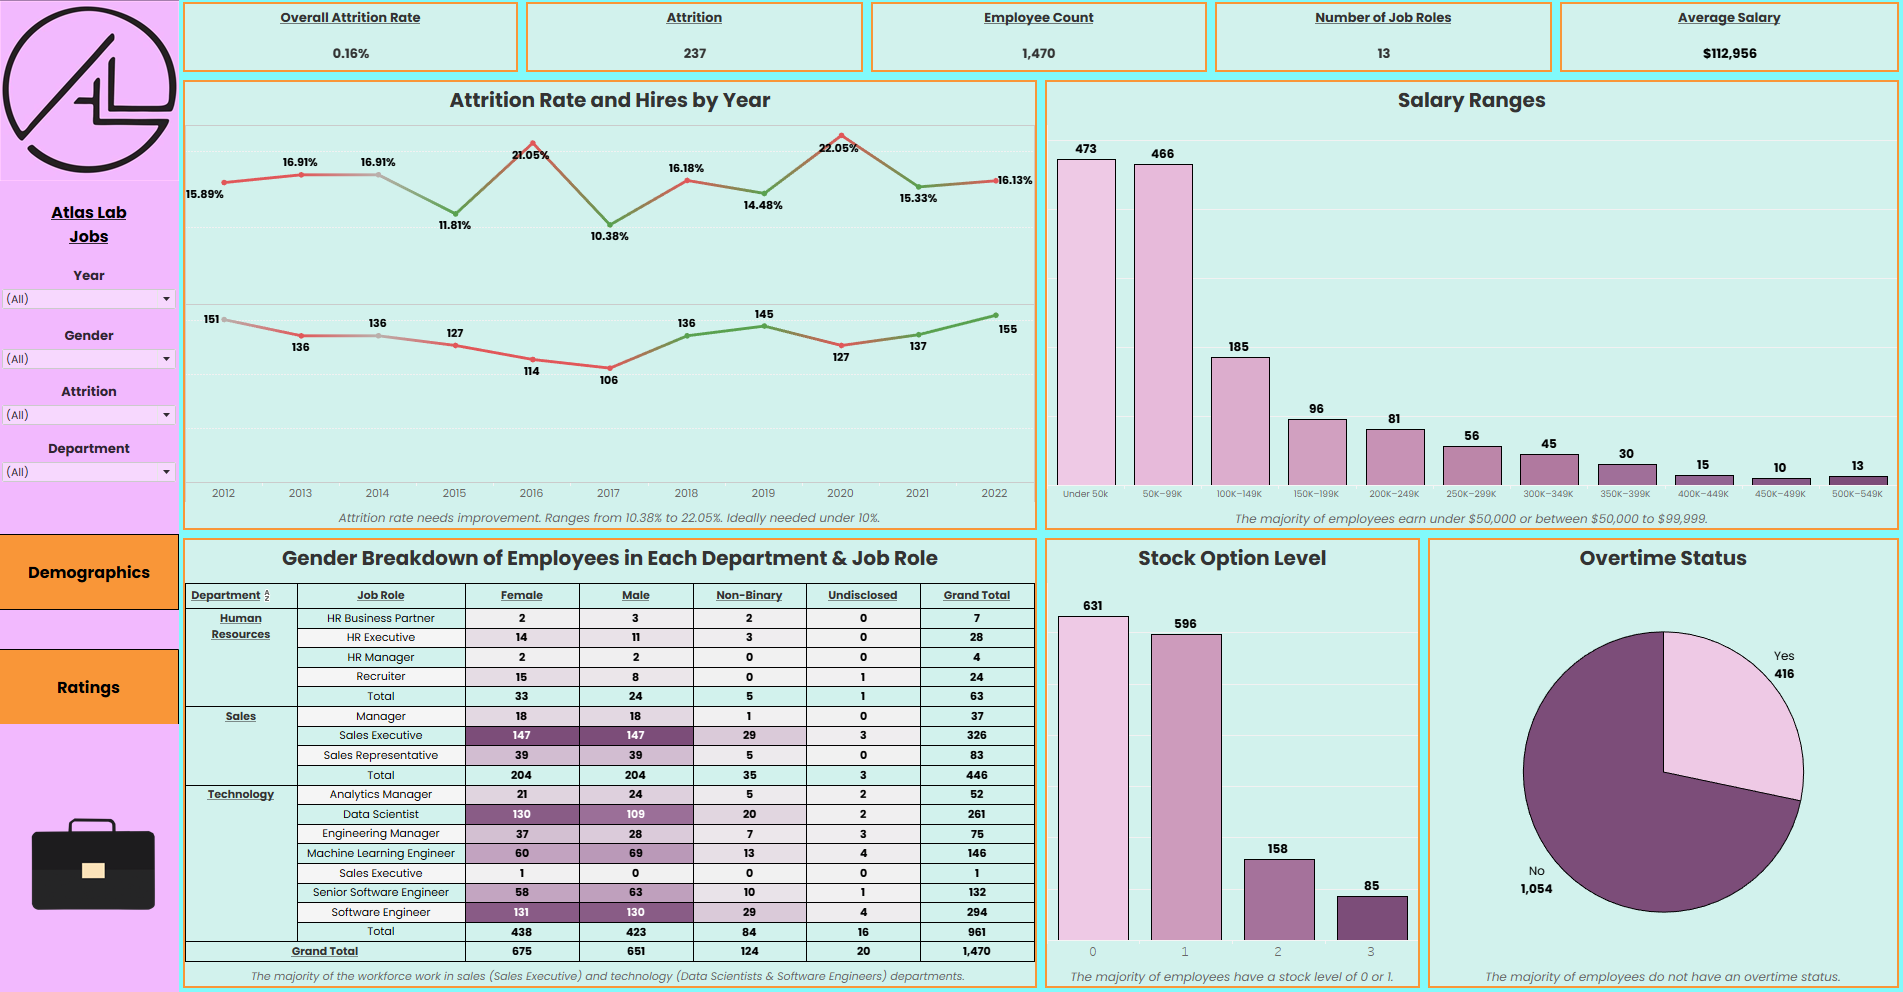 AL
Atlas Lab
Jobs
Year
(All)
Gender
(All)
Attrition
(All)
Department
(All)
Demographics
Ratings
Overall Attrition Rate
0.16%
Attrition
237
Employee Count
1,470
Number of Job Roles
13
Average Salary
$112,956
Attrition Rate and Hires by Year
15.89% 16.91% 16.91% 11.81% 21.05% 10.38% 16.18% 14.48% 22.05% 15.33% 16.13%
151 136 136 127 114 106 136 145 127 137 155
2012 2013 2014 2015 2016 2017 2018 2019 2020 2021 2022
Attrition rate needs improvement. Ranges from 10.38% to 22.05%. Ideally needed under 10%.
Salary Ranges
473 466 185 96 81 56 45 30 15 10 13
Under 50k 50K–99K 100K–149K 150K–199K 200K–249K 250K–299K 300K–349K 350K–399K 400K–449K 450K–499K 500K–549K
The majority of employees earn under $50,000 or between $50,000 to $99,999.
Gender Breakdown of Employees in Each Department & Job Role
Department Job Role Female Male Non-Binary Undisclosed Grand Total
Human Resources HR Business Partner 2 3 2 0 7
HR Executive 14 11 3 0 28
HR Manager 2 2 0 0 4
Recruiter 15 8 0 1 24
Total 33 24 5 1 63
Sales Manager 18 18 1 0 37
Sales Executive 147 147 29 3 326
Sales Representative 39 39 5 0 83
Total 204 204 35 3 446
Technology Analytics Manager 21 24 5 2 52
Data Scientist 130 109 20 2 261
Engineering Manager 37 28 7 3 75
Machine Learning Engineer 60 69 13 4 146
Sales Executive 1 0 0 0 1
Senior Software Engineer 58 63 10 1 132
Software Engineer 131 130 29 4 294
Total 438 423 84 16 961
Grand Total 675 651 124 20 1,470
The majority of the workforce work in sales (Sales Executive) and technology (Data Scientists & Software Engineers) departments.
Stock Option Level
631 596 158 85
0 1 2 3
The majority of employees have a stock level of 0 or 1.
Overtime Status
Yes
416
No
1,054
The majority of employees do not have an overtime status.